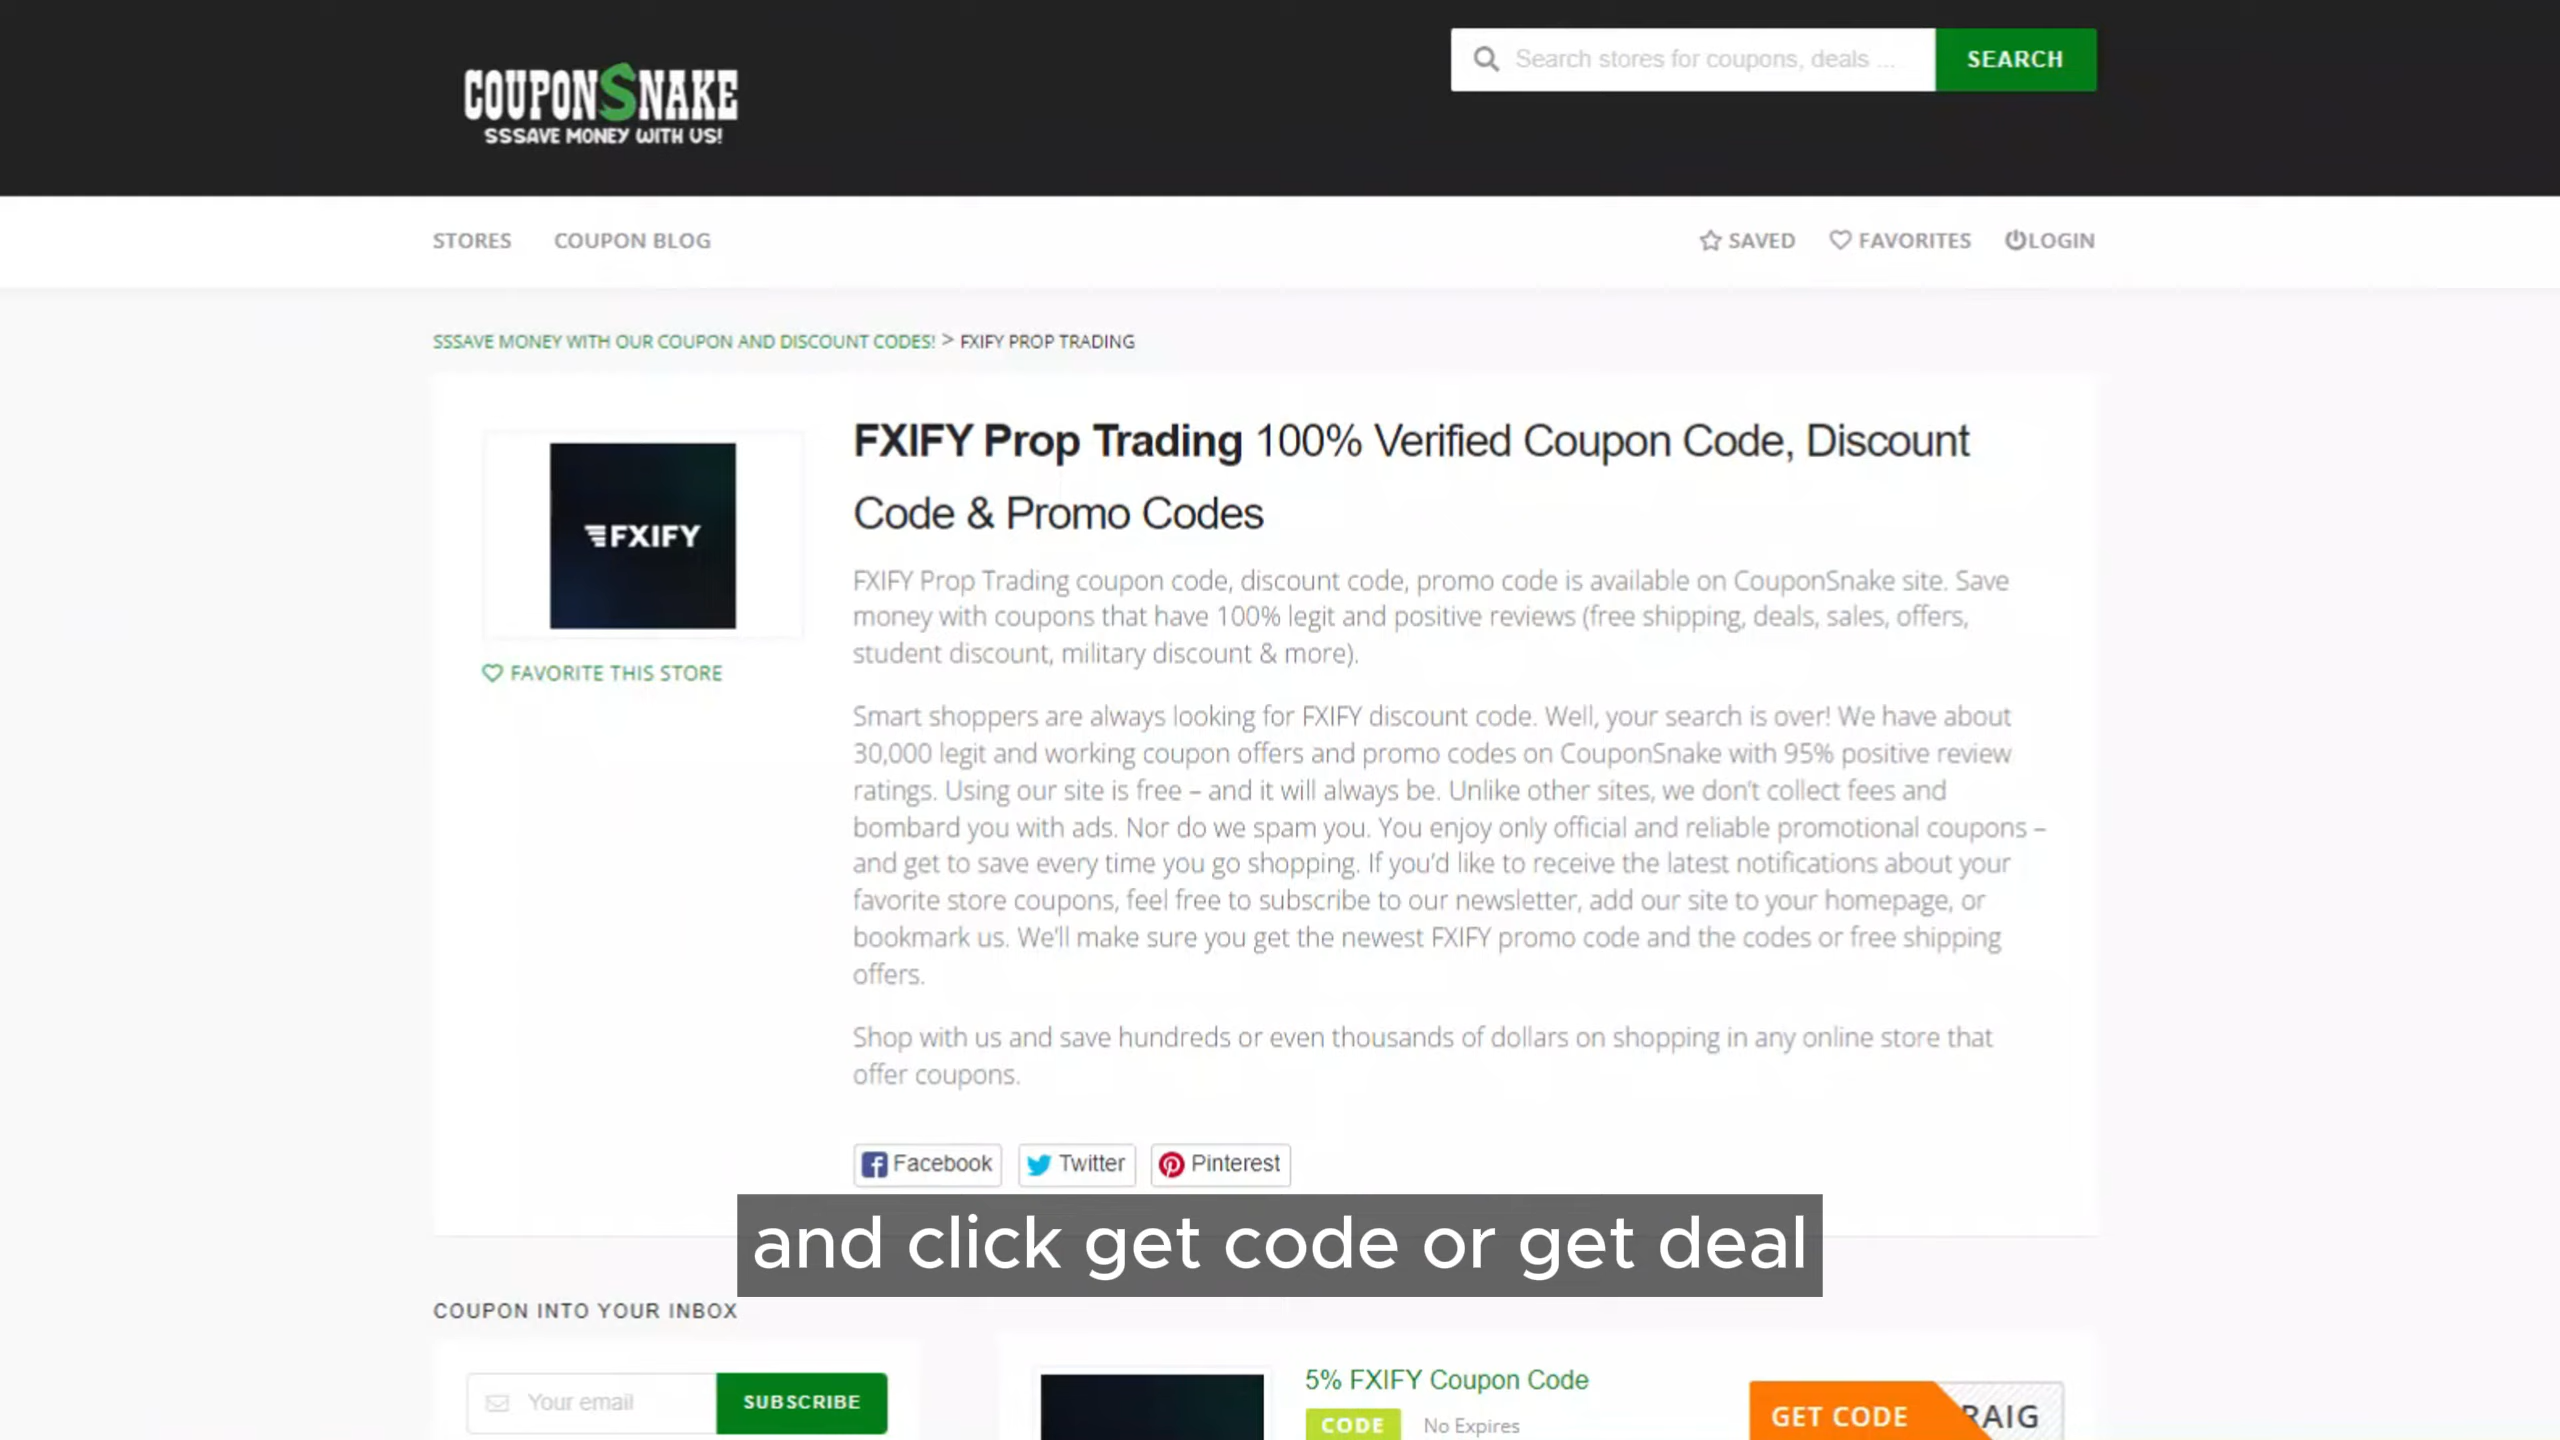 COUPONSNAKE
SSSAVE MONEY WITH US!
Search stores for coupons, deals ...
SEARCH
STORES
COUPON BLOG
SAVED
FAVORITES
LOGIN
SSSAVE MONEY WITH OUR COUPON AND DISCOUNT CODES! > FXIFY PROP TRADING
FXIFY
FAVORITE THIS STORE
FXIFY Prop Trading 100% Verified Coupon Code, Discount
Code & Promo Codes
FXIFY Prop Trading coupon code, discount code, promo code is available on CouponSnake site. Save
money with coupons that have 100% legit and positive reviews (free shipping, deals, sales, offers,
student discount, military discount & more).
Smart shoppers are always looking for FXIFY discount code. Well, your search is over! We have about
30,000 legit and working coupon offers and promo codes on CouponSnake with 95% positive review
ratings. Using our site is free – and it will always be. Unlike other sites, we don't collect fees and
bombard you with ads. Nor do we spam you. You enjoy only official and reliable promotional coupons –
and get to save every time you go shopping. If you'd like to receive the latest notifications about your
favorite store coupons, feel free to subscribe to our newsletter, add our site to your homepage, or
bookmark us. We'll make sure you get the newest FXIFY promo code and the codes or free shipping
offers.
Shop with us and save hundreds or even thousands of dollars on shopping in any online store that
offer coupons.
Facebook
Twitter
Pinterest
and click get code or get deal
COUPON INTO YOUR INBOX
Your email
SUBSCRIBE
5% FXIFY Coupon Code
CODE
No Expires
GET CODE
RAIG